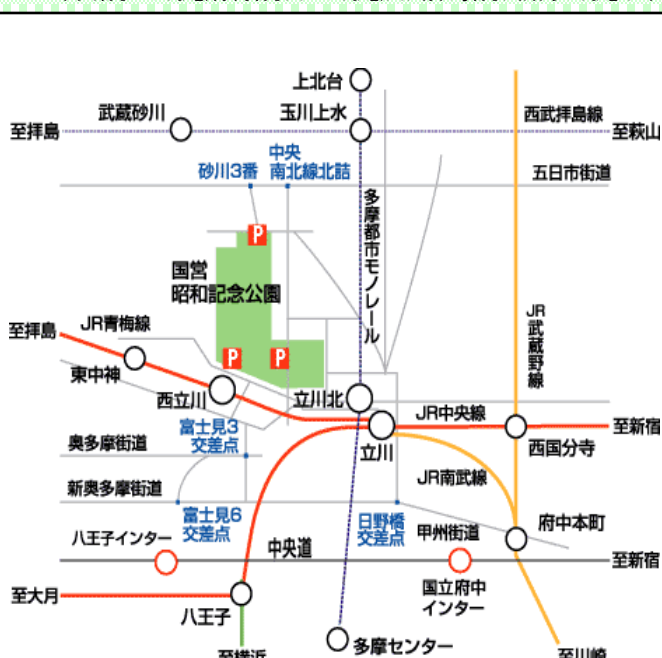 上北台
武蔵砂川
玉川上水
西武拝島線
至拝島
至萩山
中央
南北線北詰
砂川3番
五日市街道
多摩都市モノレール
P
国営
昭和記念公園
JR武蔵野線
至拝島
JR青梅線
P
P
東中神
西立川
立川北
JR中央線
至新宿
富士見3
交差点
立川
西国分寺
奥多摩街道
JR南武線
新奥多摩街道
富士見6
交差点
日野橋
交差点
甲州街道
府中本町
八王子インター
中央道
至新宿
国立府中
インター
至大月
八王子
多摩センター
至横浜
至川崎